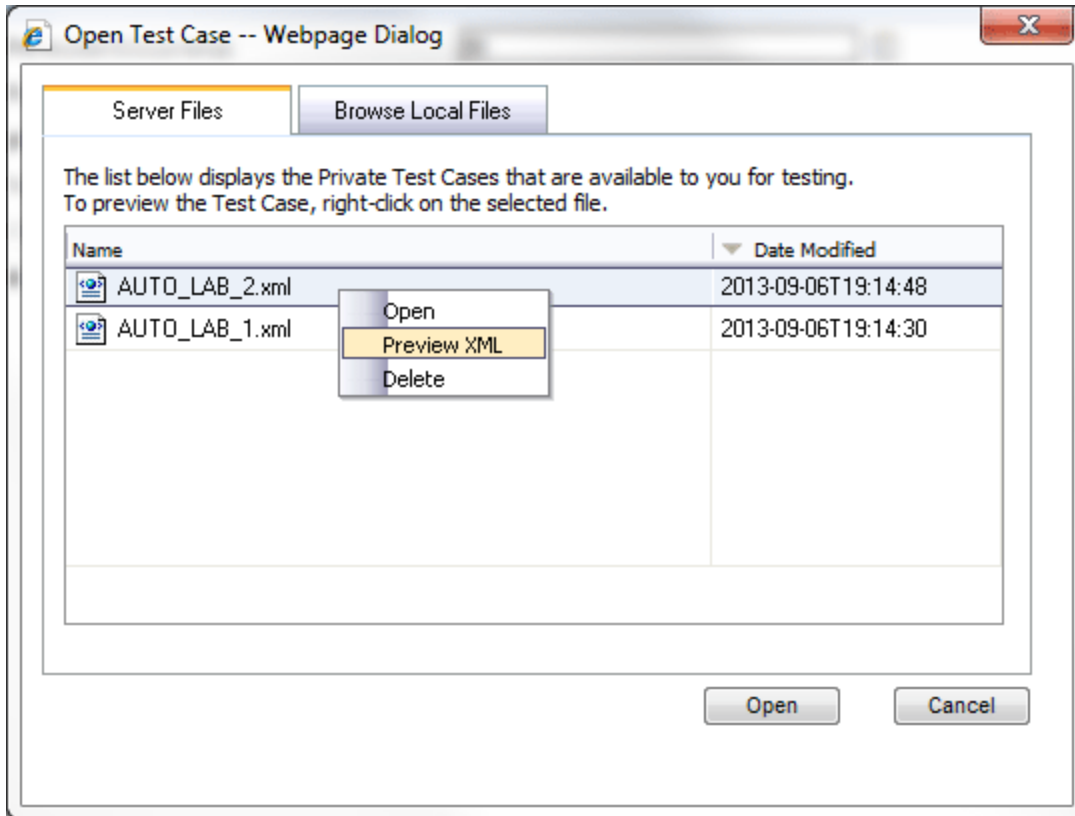 Open Test Case -- Webpage Dialog
Server Files
Browse Local Files
The list below displays the Private Test Cases that are available to you for testing.
To preview the Test Case, right-click on the selected file.
Name
Date Modified
AUTO_LAB_2.xml
2013-09-06T19:14:48
AUTO_LAB_1.xml
2013-09-06T19:14:30
Open
Preview XML
Delete
Open
Cancel